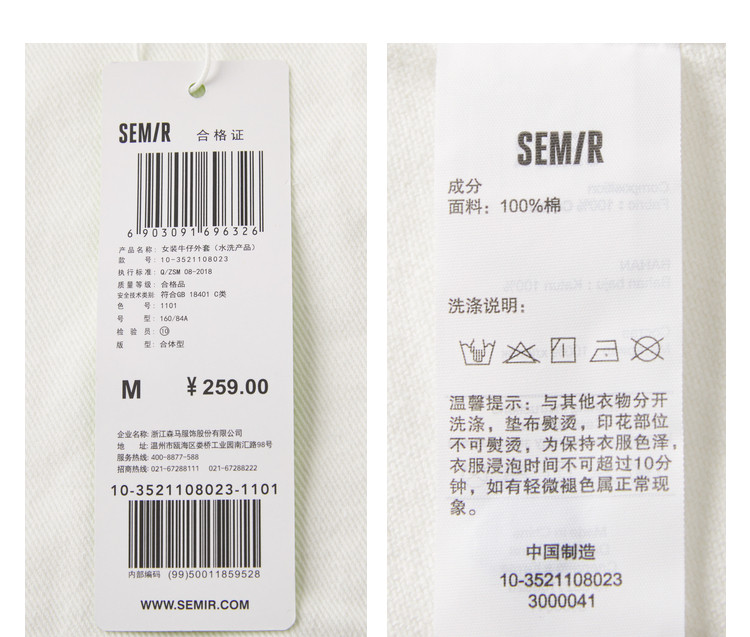 SEMIR 合格证
6 903091 696326
产品名称: 女装牛仔外套（水洗产品）
款 号: 10-3521108023
执行标准: Q/ZSM 08-2018
质量等级: 合格品
安全技术类别 符合GB 18401 C类
色 号: 1101
号 型: 160/84A
检 验 员: ⑩
版 型: 合体型
M ¥259.00
企业名称: 浙江森马服饰股份有限公司
地 址: 温州市瓯海区娄桥工业园南汇路98号
服务热线: 400-8877-588
招商热线: 021-67288111 021-67288222
10-3521108023-1101
内部编码 (99)50011859528
WWW.SEMIR.COM
SEMIR
成分
面料: 100%棉
洗涤说明:
温馨提示: 与其他衣物分开
洗涤，垫布熨烫，印花部位
不可熨烫，为保持衣服色泽，
衣服浸泡时间不可超过10分
钟，如有轻微褪色属正常现
象。
中国制造
10-3521108023
3000041